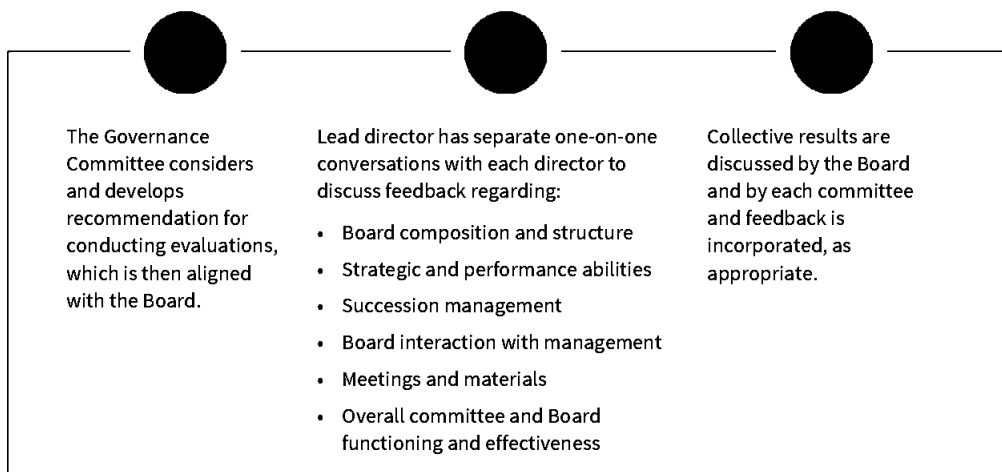 The Governance
Committee considers
and develops
recommendation for
conducting evaluations,
which is then aligned
with the Board.
Lead director has separate one-on-one
conversations with each director to
discuss feedback regarding:
• Board composition and structure
• Strategic and performance abilities
• Succession management
• Board interaction with management
• Meetings and materials
• Overall committee and Board
functioning and effectiveness
Collective results are
discussed by the Board
and by each committee
and feedback is
incorporated, as
appropriate.